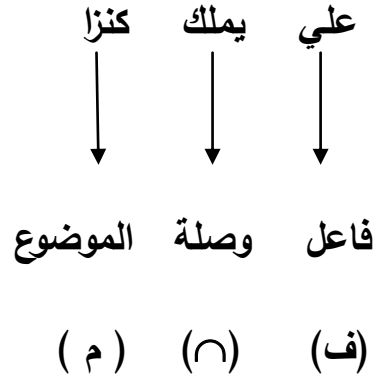 علي يملك كنزا
فاعل وصلة الموضوع
(ف) (∩) ( م )